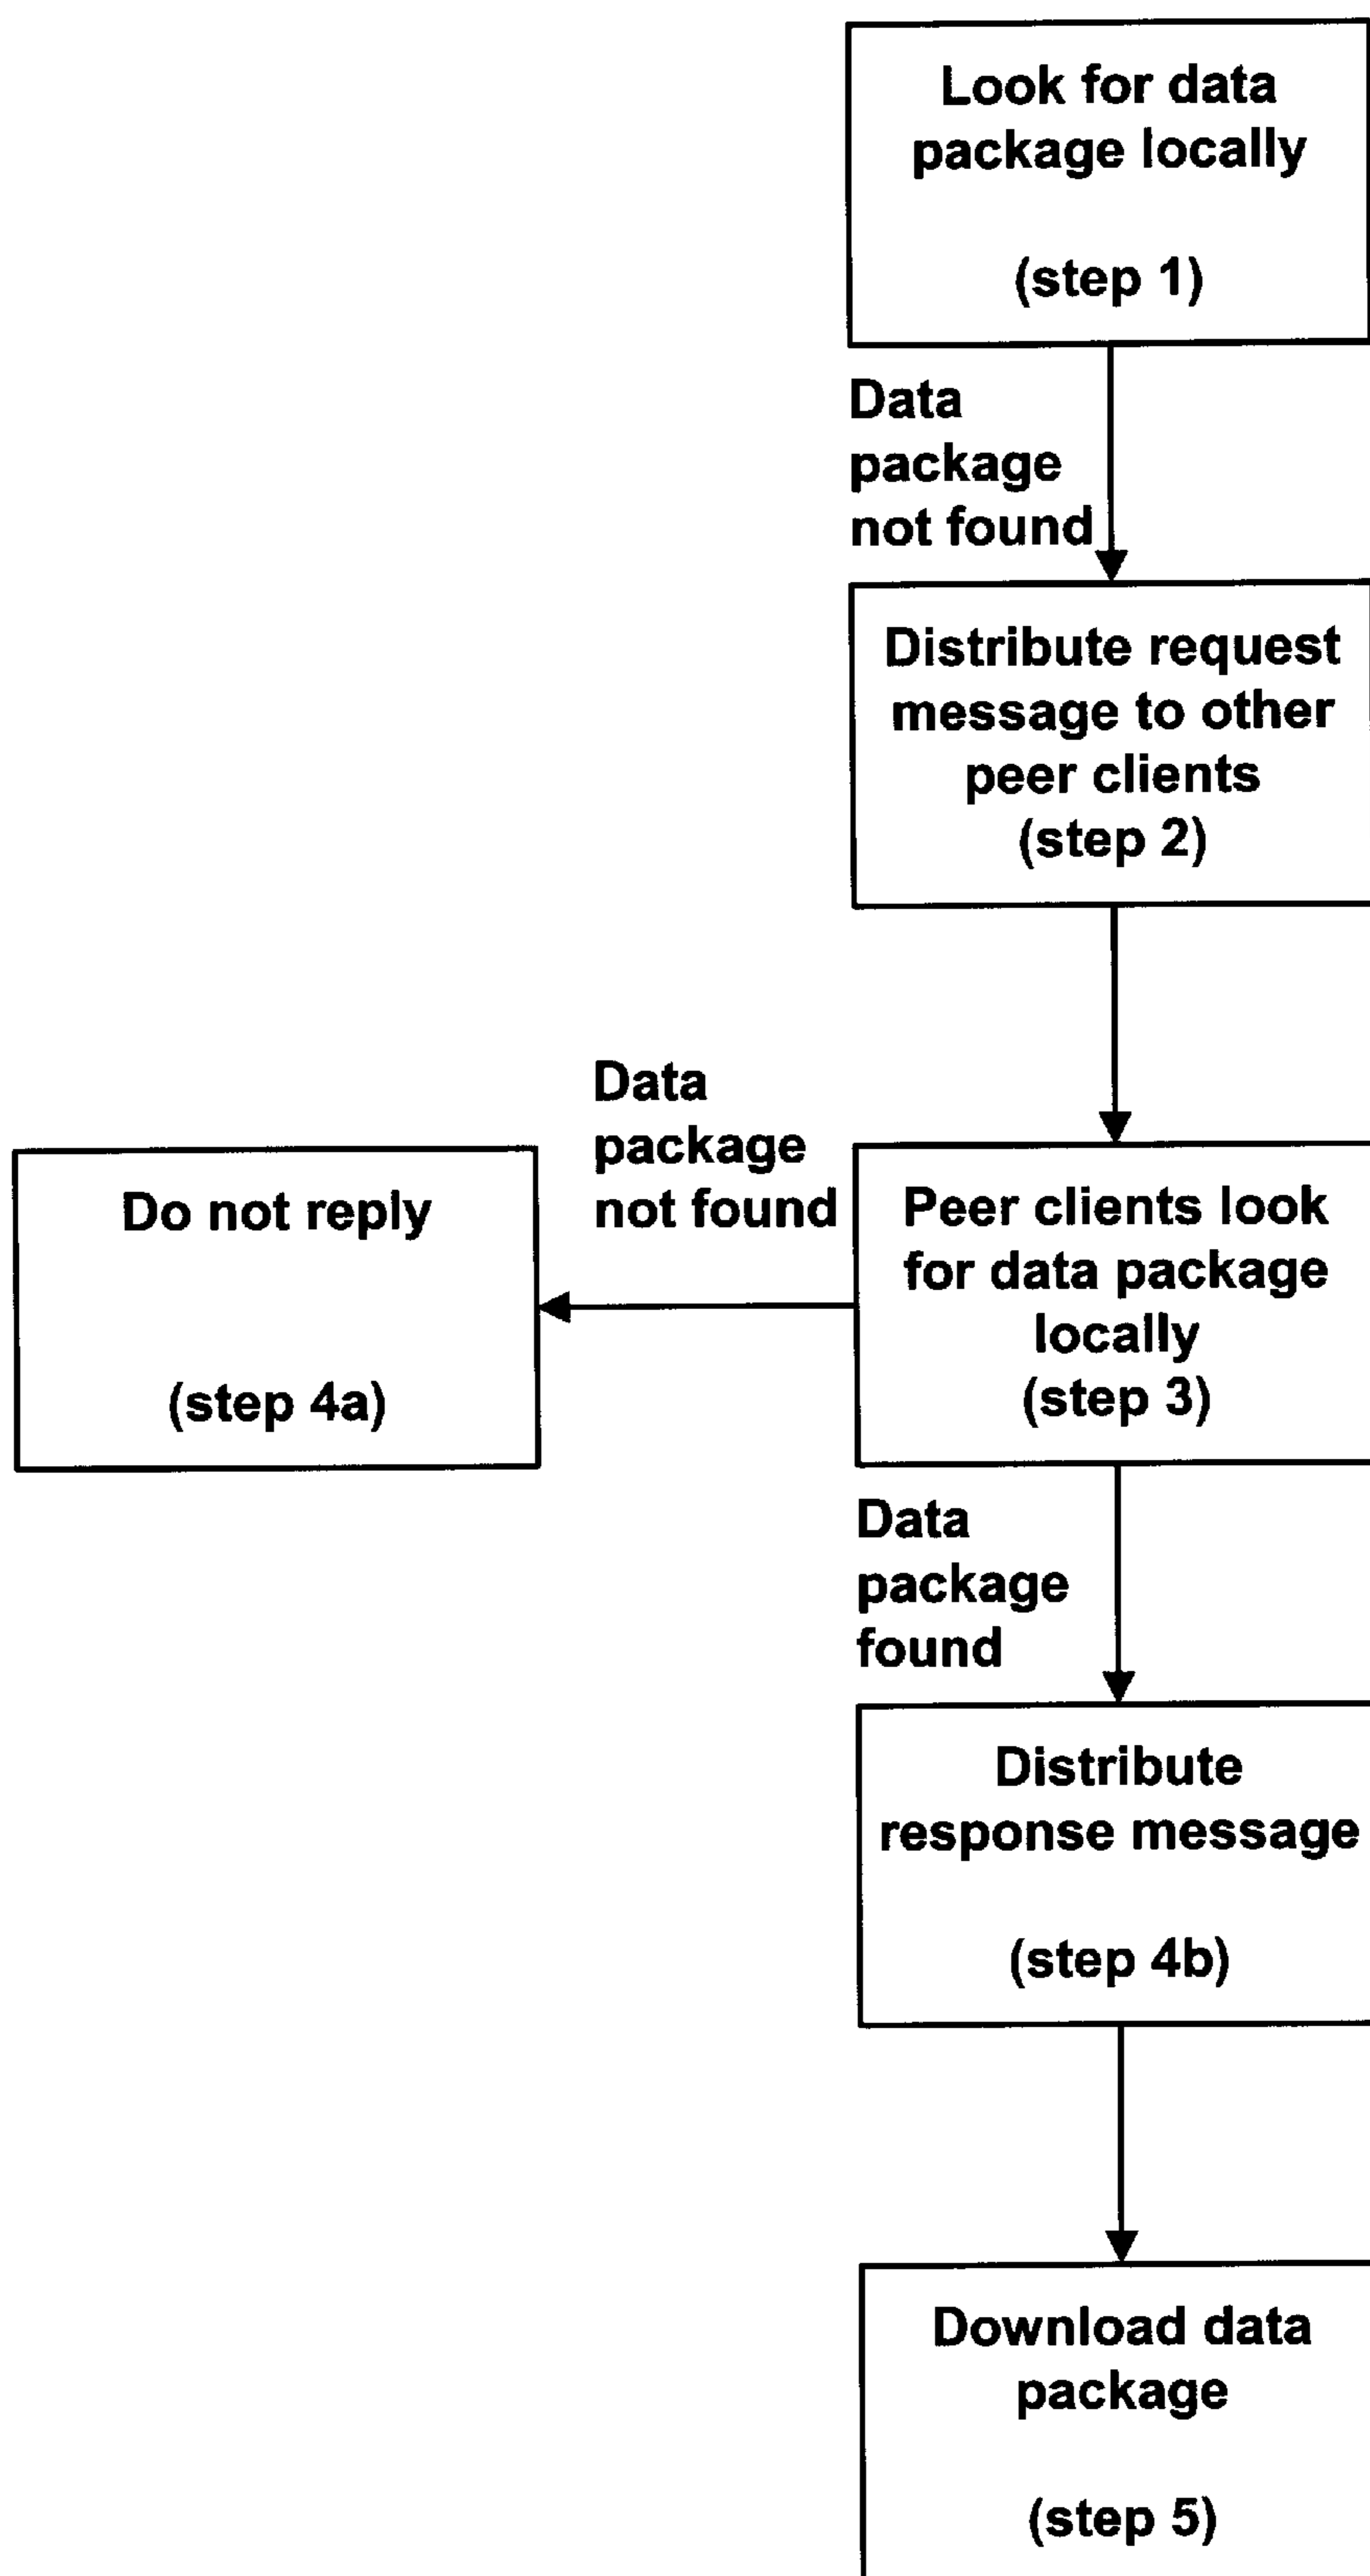 Look for data
package locally
(step 1)
Data
package
not found
Distribute request
message to other
peer clients
(step 2)
Data
package
not found
Do not reply
(step 4a)
Peer clients look
for data package
locally
(step 3)
Data
package
found
Distribute
response message
(step 4b)
Download data
package
(step 5)